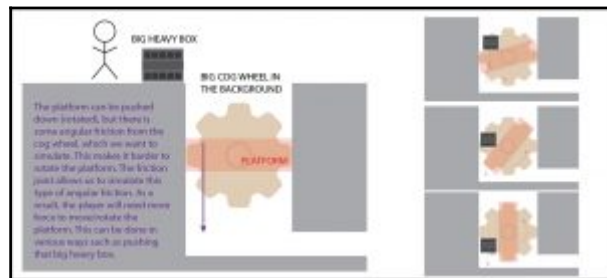 BIG HEAVY BOX
BIG COG WHEEL IN
THE BACKGROUND
The platform can be pushed
down (rotated), but there is
some angular friction from the
cog wheel, which we want to
simulate. This makes it harder to
rotate the platform. The friction
joint allows us to simulate this
type of angular friction. As a
result, the player will need more
force to move/rotate the
platform. This can be done in
various ways such as pushing
that big heavy box.
PLATFORM